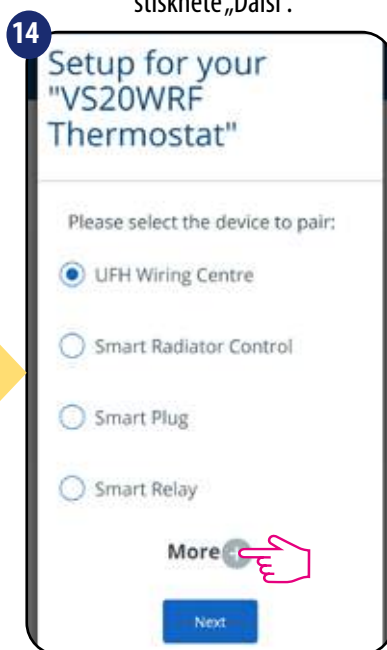 stiskněte „Další“.
14
Setup for your
"VS20WRF
Thermostat"
Please select the device to pair:
UFH Wiring Centre
Smart Radiator Control
Smart Plug
Smart Relay
More +
Next